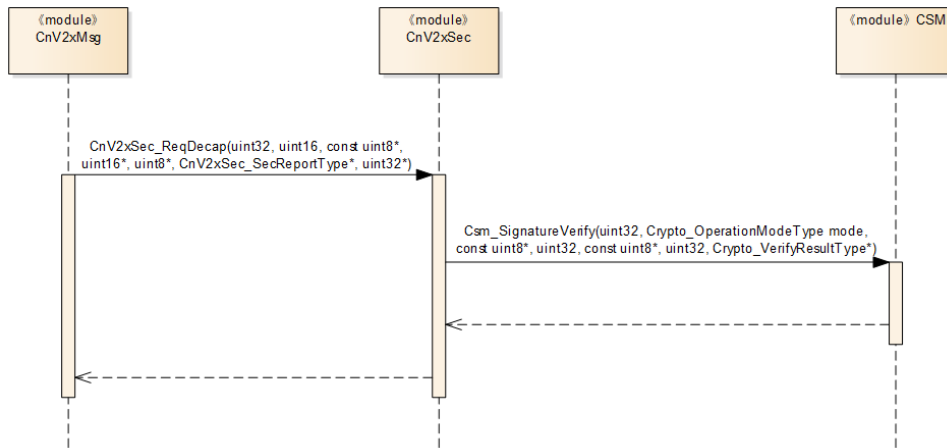 《module》
CnV2xMsg
《module》
CnV2xSec
《module》 CSM
CnV2xSec_ReqDecap(uint32, uint16, const uint8*,
uint16*, uint8*, CnV2xSec_SecReportType*, uint32*)
Csm_SignatureVerify(uint32, Crypto_OperationModeType mode,
const uint8*, uint32, const uint8*, uint32, Crypto_VerifyResultType*)